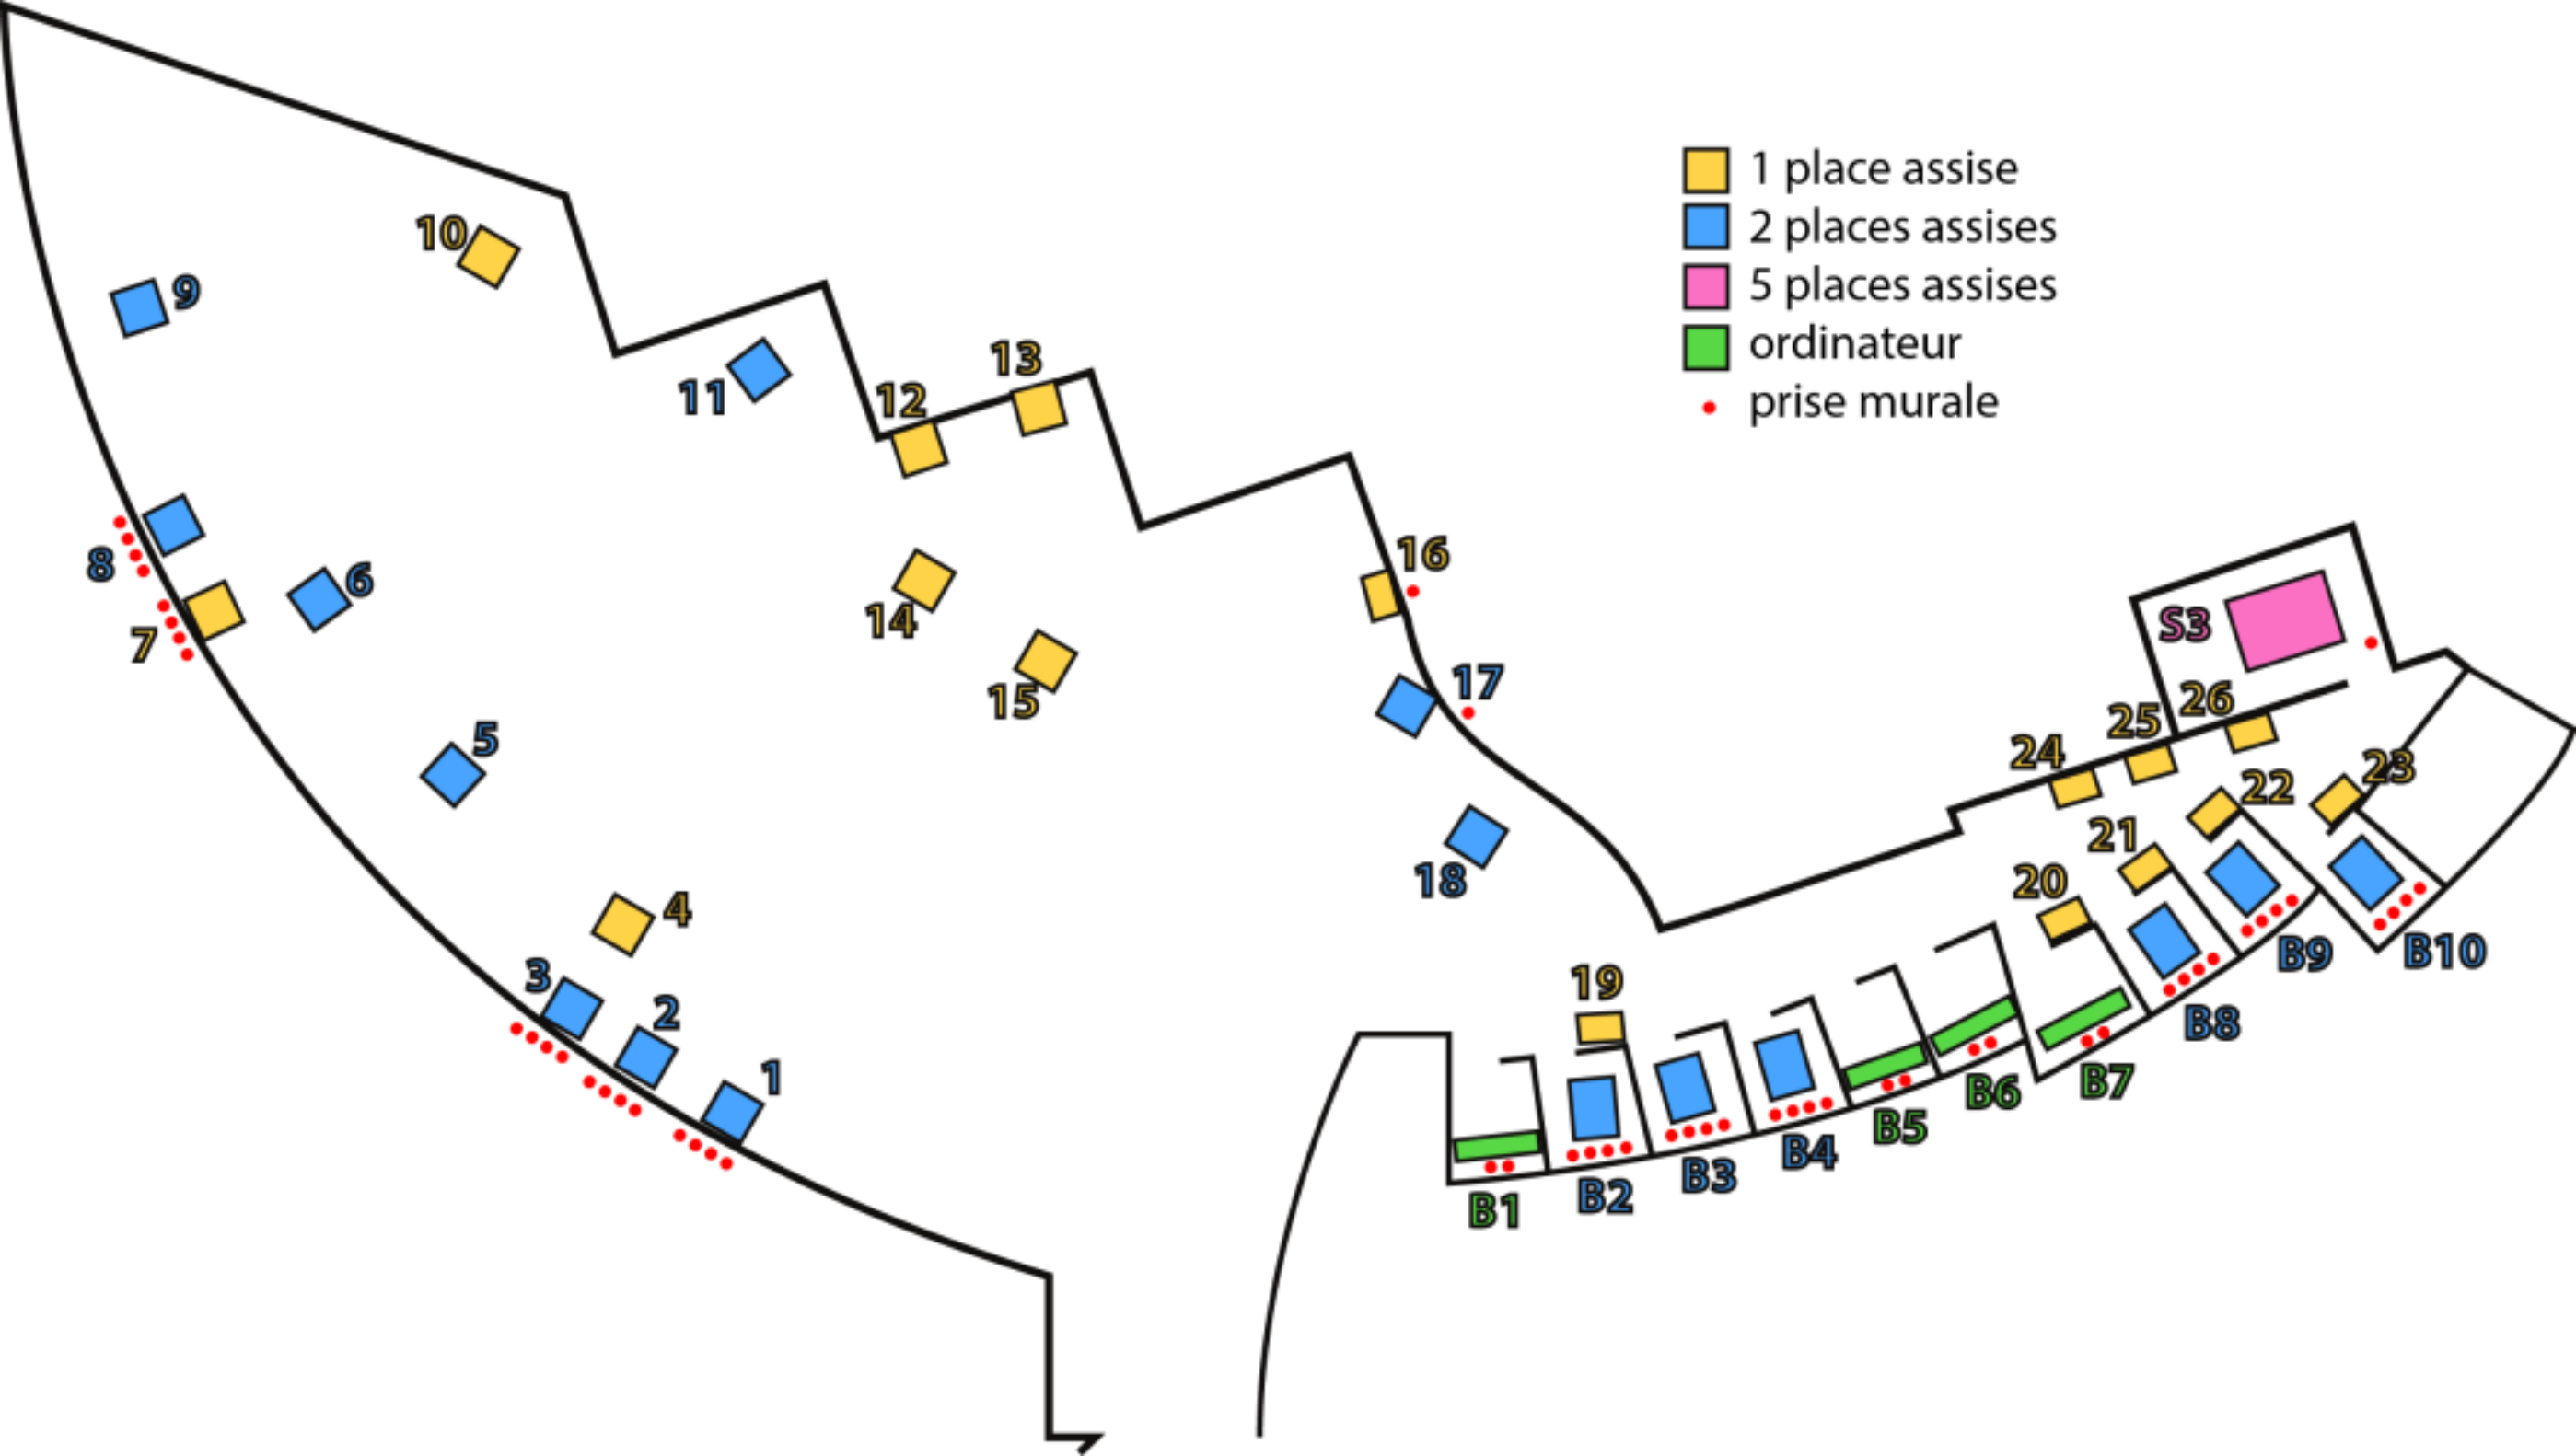 1 place assise
2 places assises
5 places assises
ordinateur
prise murale
10
9
11
13
12
16
8
6
7
14
15
17
5
18
4
3
2
1
S3
26
25
24
23
22
21
20
19
B1
B2
B3
B4
B5
B6
B7
B8
B9
B10